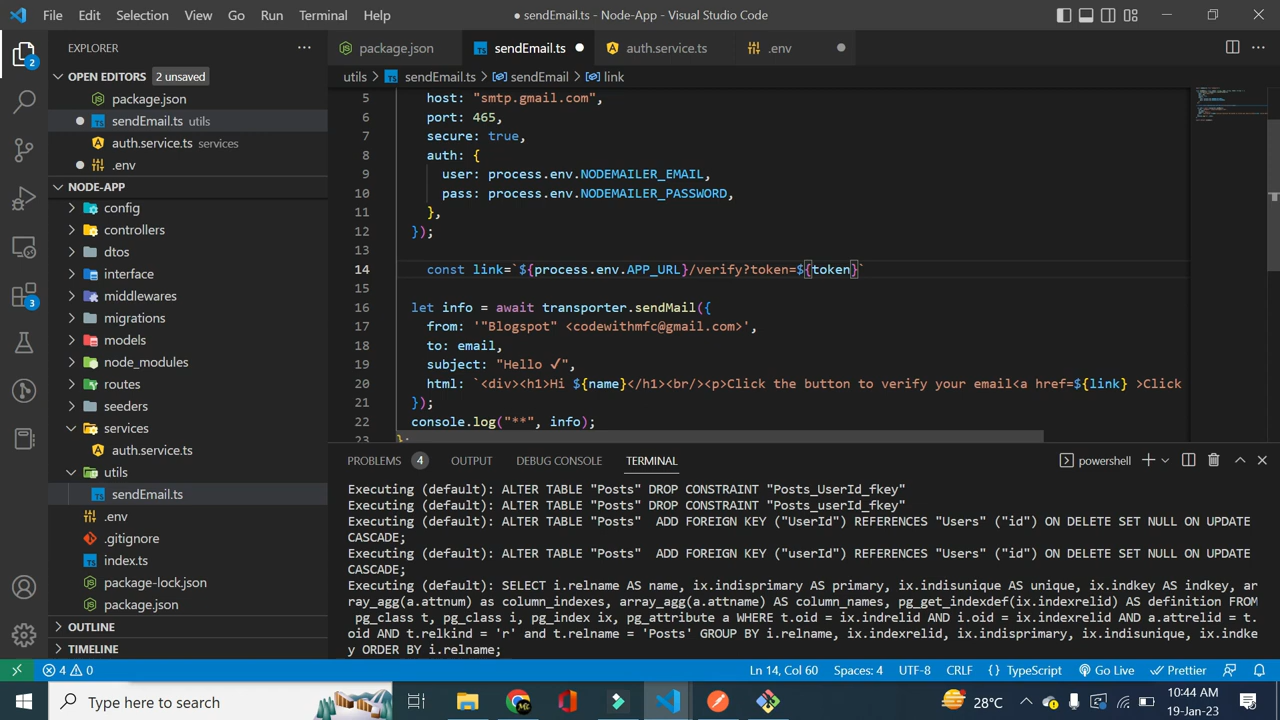 File Edit Selection View Go Run Terminal Help
● sendEmail.ts - Node-App - Visual Studio Code
EXPLORER
package.json
sendEmail.ts
auth.service.ts
.env
utils > sendEmail.ts > sendEmail > link
OPEN EDITORS 2 unsaved
package.json
sendEmail.ts utils
auth.service.ts services
.env
NODE-APP
config
controllers
dtos
interface
middlewares
migrations
models
node_modules
routes
seeders
services
auth.service.ts
utils
sendEmail.ts
.env
.gitignore
index.ts
package-lock.json
package.json
OUTLINE
TIMELINE
2
3
5 host: "smtp.gmail.com",
6 port: 465,
7 secure: true,
8 auth: {
9 user: process.env.NODEMAILER_EMAIL,
10 pass: process.env.NODEMAILER_PASSWORD,
11 },
12 });
13
14 const link=`${process.env.APP_URL}/verify?token=${token}`
15
16 let info = await transporter.sendMail({
17 from: '"Blogspot" <codewithmfc@gmail.com>',
18 to: email,
19 subject: "Hello ✓",
20 html: `<div><h1>Hi ${name}</h1><br/><p>Click the button to verify your email<a href=${link} >Click
21 });
22 console.log("**", info);
23 };
PROBLEMS 4 OUTPUT DEBUG CONSOLE TERMINAL
powershell
Executing (default): ALTER TABLE "Posts" DROP CONSTRAINT "Posts_UserId_fkey"
Executing (default): ALTER TABLE "Posts" DROP CONSTRAINT "Posts_userId_fkey"
Executing (default): ALTER TABLE "Posts"  ADD FOREIGN KEY ("UserId") REFERENCES "Users" ("id") ON DELETE SET NULL ON UPDATE
CASCADE;
Executing (default): ALTER TABLE "Posts"  ADD FOREIGN KEY ("userId") REFERENCES "Users" ("id") ON DELETE SET NULL ON UPDATE
CASCADE;
Executing (default): SELECT i.relname AS name, ix.indisprimary AS primary, ix.indisunique AS unique, ix.indkey AS indkey, ar
ray_agg(a.attnum) as column_indexes, array_agg(a.attname) AS column_names, pg_get_indexdef(ix.indexrelid) AS definition FROM
pg_class t, pg_class i, pg_index ix, pg_attribute a WHERE t.oid = ix.indrelid AND i.oid = ix.indexrelid AND a.attrelid = t.
oid AND t.relkind = 'r' and t.relname = 'Posts' GROUP BY i.relname, ix.indexrelid, ix.indisprimary, ix.indisunique, ix.indke
y ORDER BY i.relname;
4 0
Ln 14, Col 60 Spaces: 4 UTF-8 CRLF { } TypeScript Go Live Prettier
Type here to search
28°C
10:44 AM
19-Jan-23